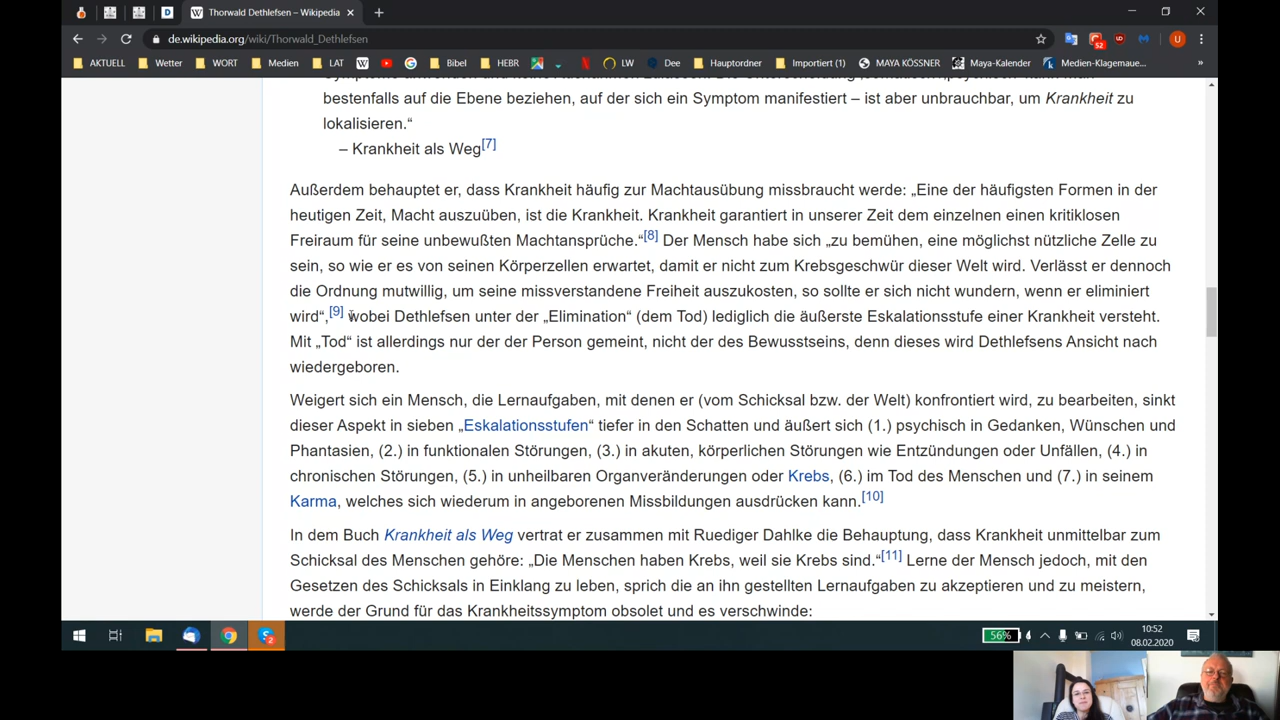 Thorwald Dethlefsen – Wikipedia
de.wikipedia.org/wiki/Thorwald_Dethlefsen
52
U
AKTUELL Wetter WORT Medien LAT Bibel HEBR LW Dee Hauptordner Importiert (1) MAYA KÖSSNER Maya-Kalender Medien-Klagemaue... »
bestenfalls auf die Ebene beziehen, auf der sich ein Symptom manifestiert – ist aber unbrauchbar, um Krankheit zu
lokalisieren.“
– Krankheit als Weg[7]
Außerdem behauptet er, dass Krankheit häufig zur Machtausübung missbraucht werde: „Eine der häufigsten Formen in der
heutigen Zeit, Macht auszuüben, ist die Krankheit. Krankheit garantiert in unserer Zeit dem einzelnen einen kritiklosen
Freiraum für seine unbewußten Machtansprüche.“[8] Der Mensch habe sich „zu bemühen, eine möglichst nützliche Zelle zu
sein, so wie er es von seinen Körperzellen erwartet, damit er nicht zum Krebsgeschwür dieser Welt wird. Verlässt er dennoch
die Ordnung mutwillig, um seine missverstandene Freiheit auszukosten, so sollte er sich nicht wundern, wenn er eliminiert
wird“,[9] wobei Dethlefsen unter der „Elimination“ (dem Tod) lediglich die äußerste Eskalationsstufe einer Krankheit versteht.
Mit „Tod“ ist allerdings nur der der Person gemeint, nicht der des Bewusstseins, denn dieses wird Dethlefsens Ansicht nach
wiedergeboren.
Weigert sich ein Mensch, die Lernaufgaben, mit denen er (vom Schicksal bzw. der Welt) konfrontiert wird, zu bearbeiten, sinkt
dieser Aspekt in sieben „Eskalationsstufen“ tiefer in den Schatten und äußert sich (1.) psychisch in Gedanken, Wünschen und
Phantasien, (2.) in funktionalen Störungen, (3.) in akuten, körperlichen Störungen wie Entzündungen oder Unfällen, (4.) in
chronischen Störungen, (5.) in unheilbaren Organveränderungen oder Krebs, (6.) im Tod des Menschen und (7.) in seinem
Karma, welches sich wiederum in angeborenen Missbildungen ausdrücken kann.[10]
In dem Buch Krankheit als Weg vertrat er zusammen mit Ruediger Dahlke die Behauptung, dass Krankheit unmittelbar zum
Schicksal des Menschen gehöre: „Die Menschen haben Krebs, weil sie Krebs sind.“[11] Lerne der Mensch jedoch, mit den
Gesetzen des Schicksals in Einklang zu leben, sprich die an ihn gestellten Lernaufgaben zu akzeptieren und zu meistern,
werde der Grund für das Krankheitssymptom obsolet und es verschwinde:
56%
10:52
08.02.2020